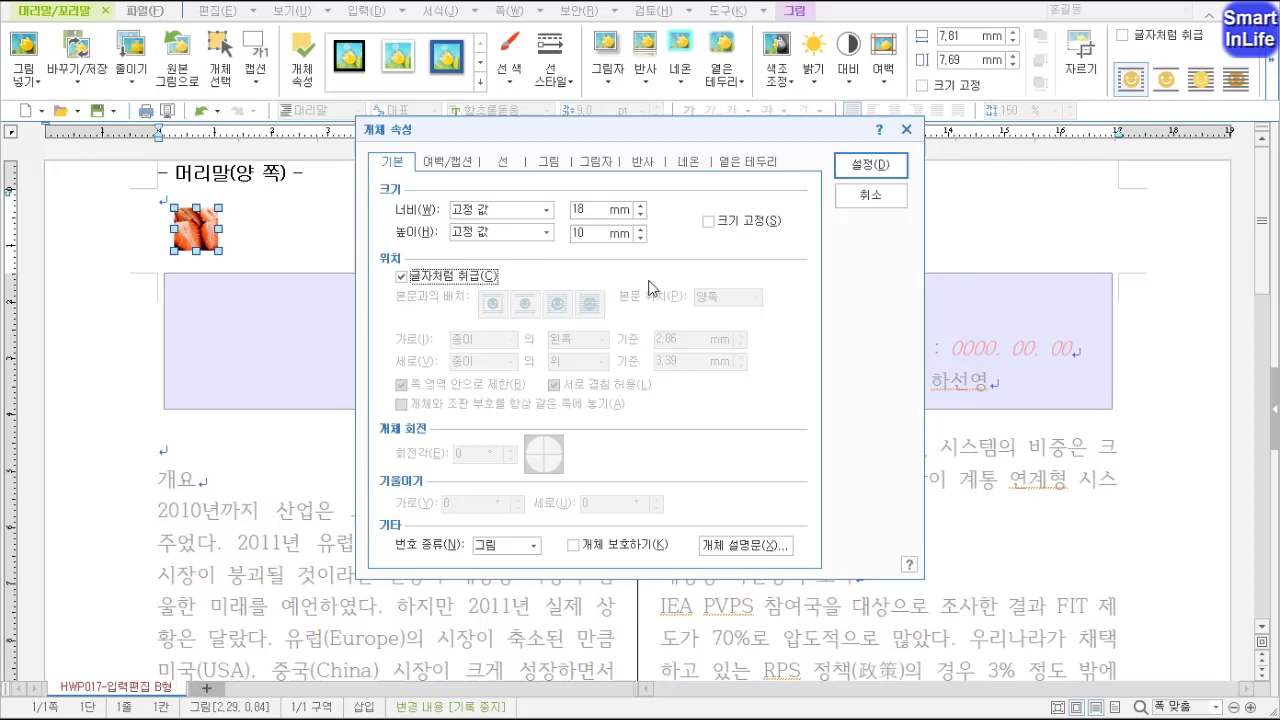 머리말/꼬리말 × 파일(F) 편집(E) 보기(U) 입력(D) 서식(J) 쪽(W) 보안(R) 검토(H) 도구(K) 그림 홍길동
Smart
InLife
그림
넣기
바꾸기/저장
줄이기
원본
그림으로
개체
선택
캡션
개체
속성
선 색
선
스타일
그림자
반사
네온
옅은
테두리
색조
조정
밝기
대비
여백
7,81 mm
7,69 mm
크기 고정
자르기
글자처럼 취급
머리말 대표 함초롬돋움 9,0 pt 가 가 가 150 %
- 머리말(양 쪽) -
개체 속성 ? ×
기본 여백/캡션 선 그림 그림자 반사 네온 옅은 테두리
설정(D)
취소
크기
너비(W): 고정 값 18 mm
크기 고정(S)
높이(H): 고정 값 10 mm
위치
글자처럼 취급(C)
본문과의 배치: 양쪽
가로(J): 종이 의 왼쪽 기준 2,86 mm
세로(V): 종이 의 위 기준 3,39 mm
쪽 영역 안으로 제한(R) 서로 겹침 허용(L)
개체와 조판 부호를 항상 같은 쪽에 놓기(A)
개체 회전
회전각(E): 0 °
기울이기
가로(Y): 0 ° 세로(U): 0 °
기타
번호 종류(N): 그림 개체 보호하기(K) 개체 설명문(X)...
?
: 0000. 00. 00
하선영
개요
2010년까지 산업은
주었다. 2011년 유럽
시장이 붕괴될 것이라
울한 미래를 예언하였다. 하지만 2011년 실제 상
황은 달랐다. 유럽(Europe)의 시장이 축소된 만큼
미국(USA), 중국(China) 시장이 크게 성장하면서
시스템의 비중은 크
이 계통 연계형 시스
IEA PVPS 참여국을 대상으로 조사한 결과 FIT 제
도가 70%로 압도적으로 많았다. 우리나라가 채택
하고 있는 RPS 정책(政策)의 경우 3% 정도 밖에
HWP017-입력편집 B형
1/1쪽 1단 1줄 1칸 그림[2.29, 0.84] 1/1 구역 삽입 변경 내용 [기록 중지] 쪽 맞춤